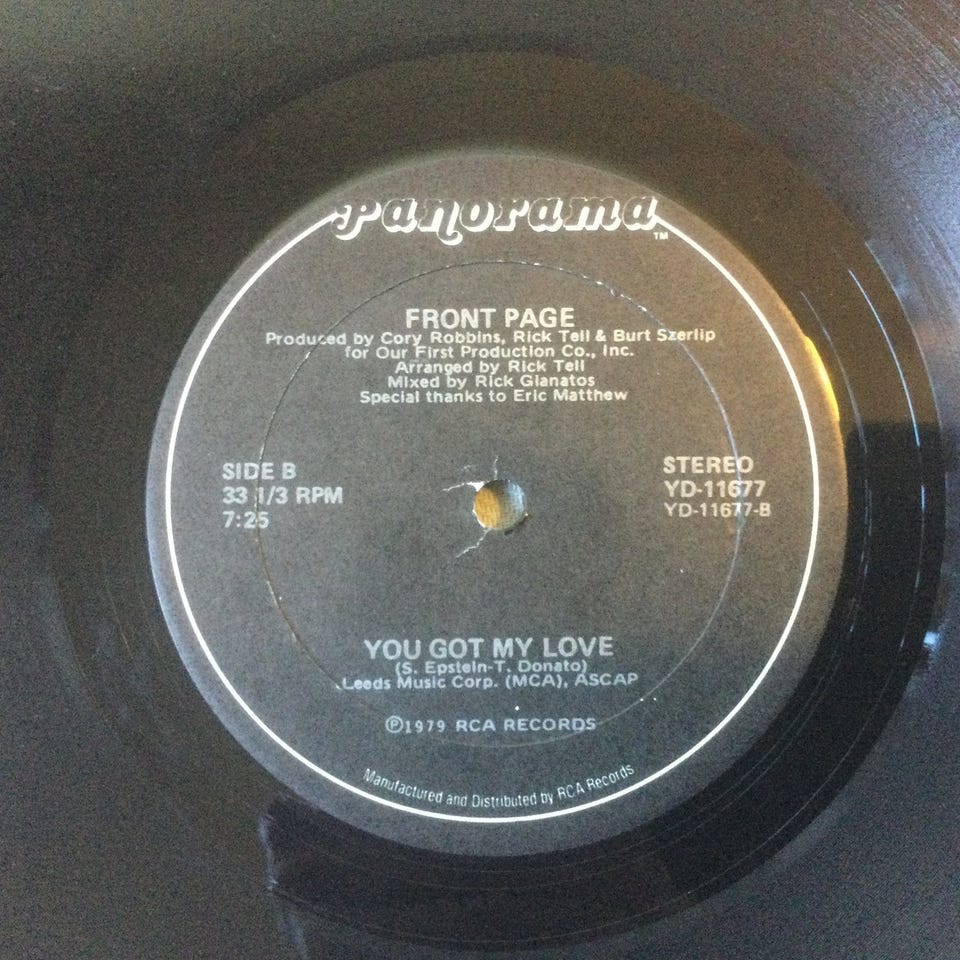 Panorama
TM
FRONT PAGE
Produced by Cory Robbins, Rick Tell & Burt Szerlip
for Our First Production Co., Inc.
Arranged by Rick Tell
Mixed by Rick Gianatos
Special thanks to Eric Matthew
SIDE B
33 1/3 RPM
7:25
STEREO
YD-11677
YD-11677-B
YOU GOT MY LOVE
(S. Epstein-T. Donato)
Leeds Music Corp. (MCA), ASCAP
℗1979 RCA RECORDS
Manufactured and Distributed by RCA Records